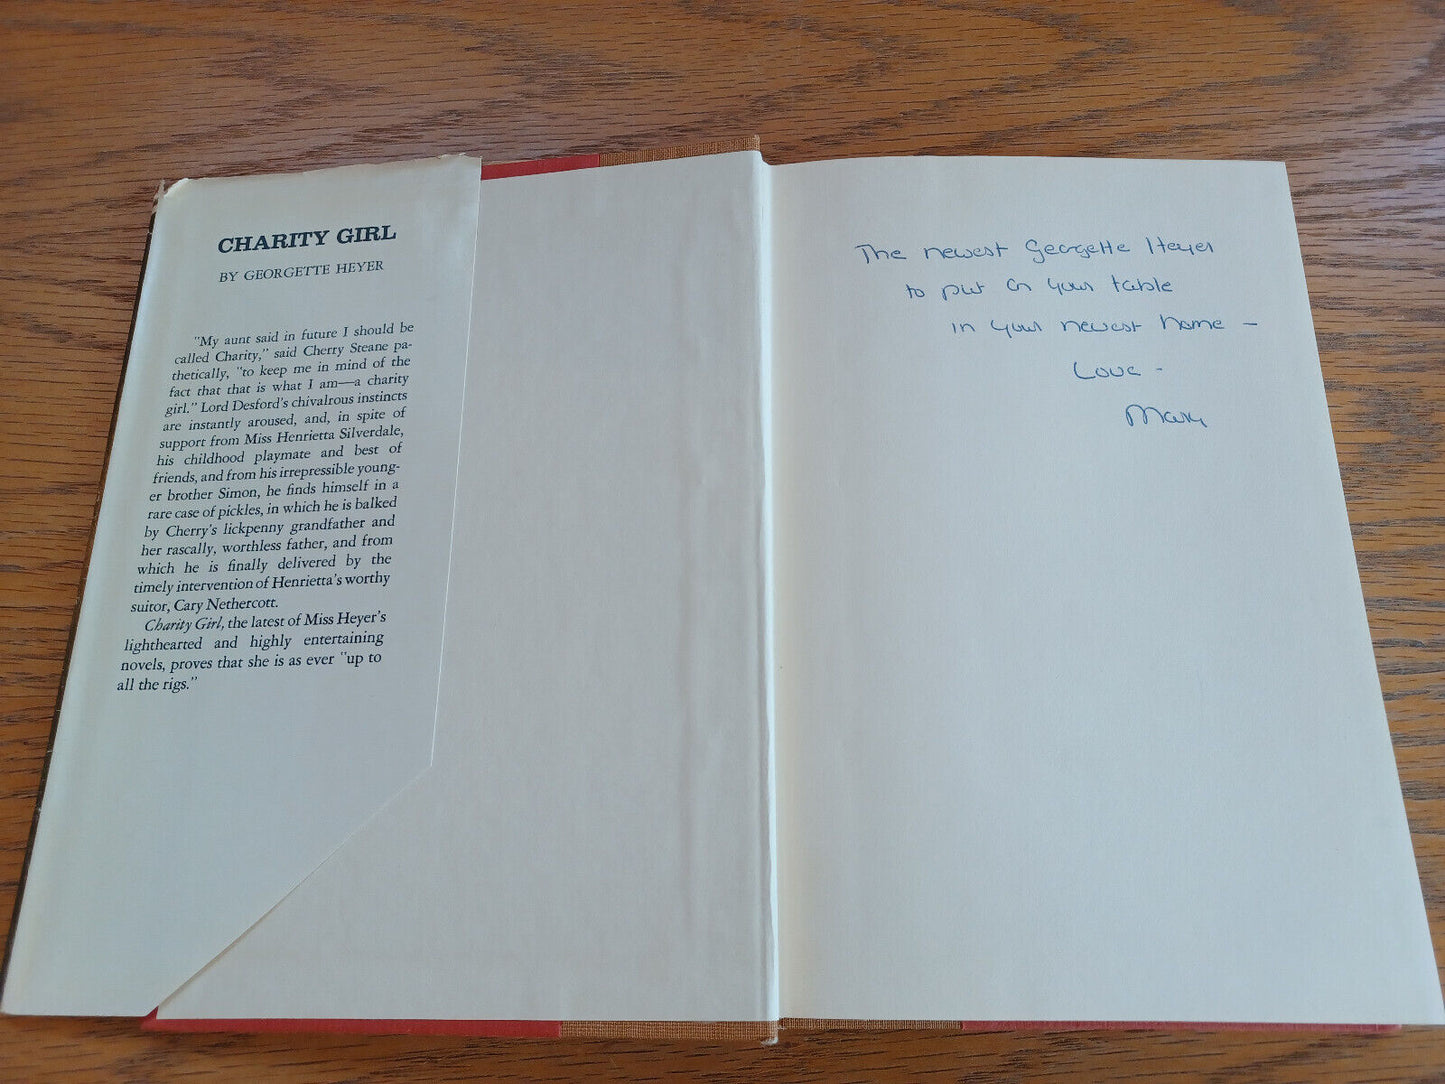 CHARITY GIRL
BY GEORGETTE HEYER
"My aunt said in future I should be
called Charity," said Cherry Steane pa-
thetically, "to keep me in mind of the
fact that that is what I am—a charity
girl." Lord Desford's chivalrous instincts
are instantly aroused, and, in spite of
support from Miss Henrietta Silverdale,
his childhood playmate and best of
friends, and from his irrepressible young-
er brother Simon, he finds himself in a
rare case of pickles, in which he is balked
by Cherry's lickpenny grandfather and
her rascally, worthless father, and from
which he is finally delivered by the
timely intervention of Henrietta's worthy
suitor, Cary Nethercott.
Charity Girl, the latest of Miss Heyer's
lighthearted and highly entertaining
novels, proves that she is as ever "up to
all the rigs."
The newest Georgette Heyer
to put on your table
in your newest home -
Love -
Mary